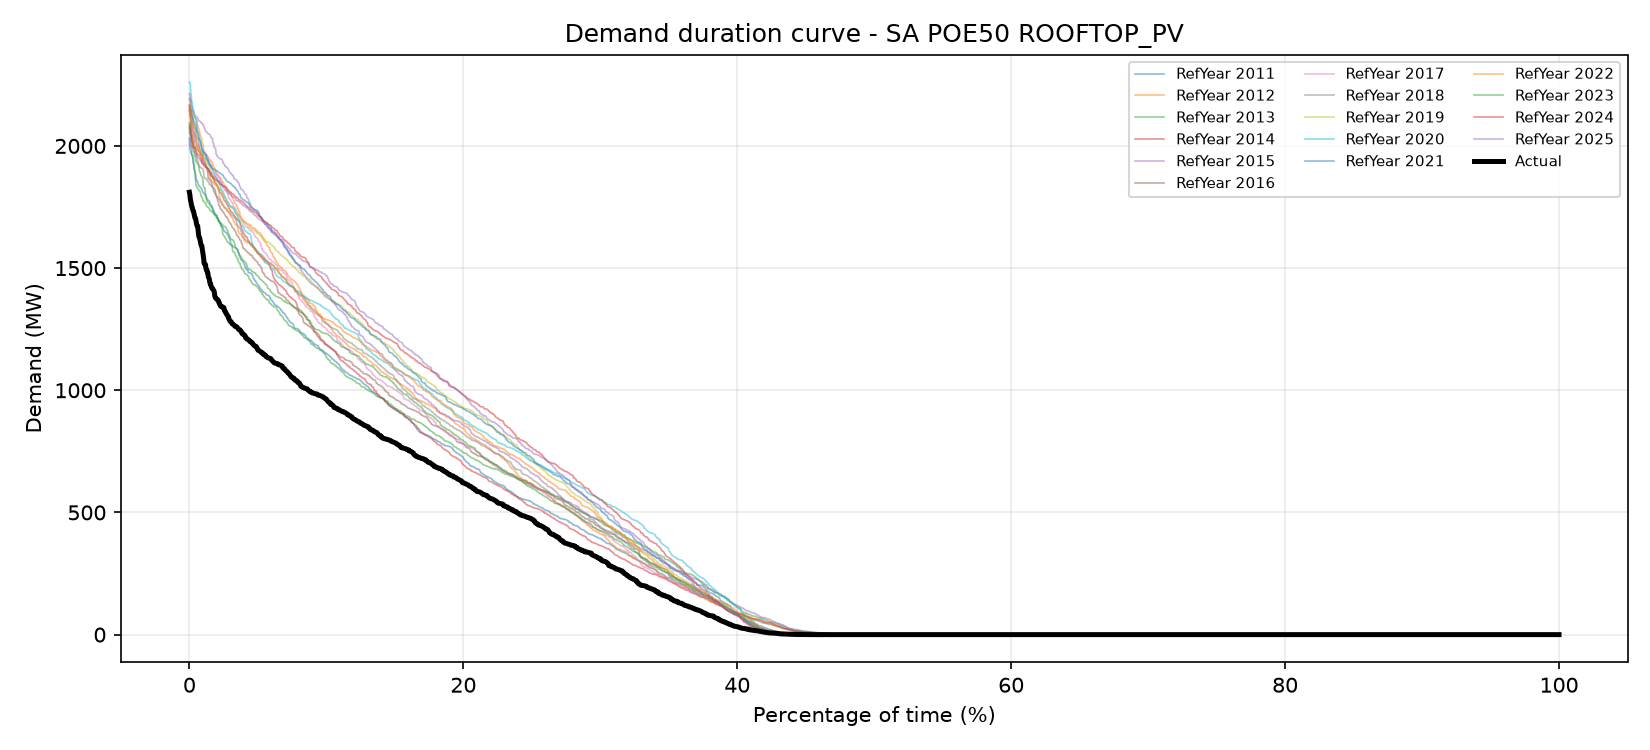 Demand duration curve - SA POE50 ROOFTOP_PV
Demand (MW)
2000
1500
1000
500
0
0 20 40 60 80 100
Percentage of time (%)
RefYear 2011
RefYear 2012
RefYear 2013
RefYear 2014
RefYear 2015
RefYear 2016
RefYear 2017
RefYear 2018
RefYear 2019
RefYear 2020
RefYear 2021
RefYear 2022
RefYear 2023
RefYear 2024
RefYear 2025
Actual